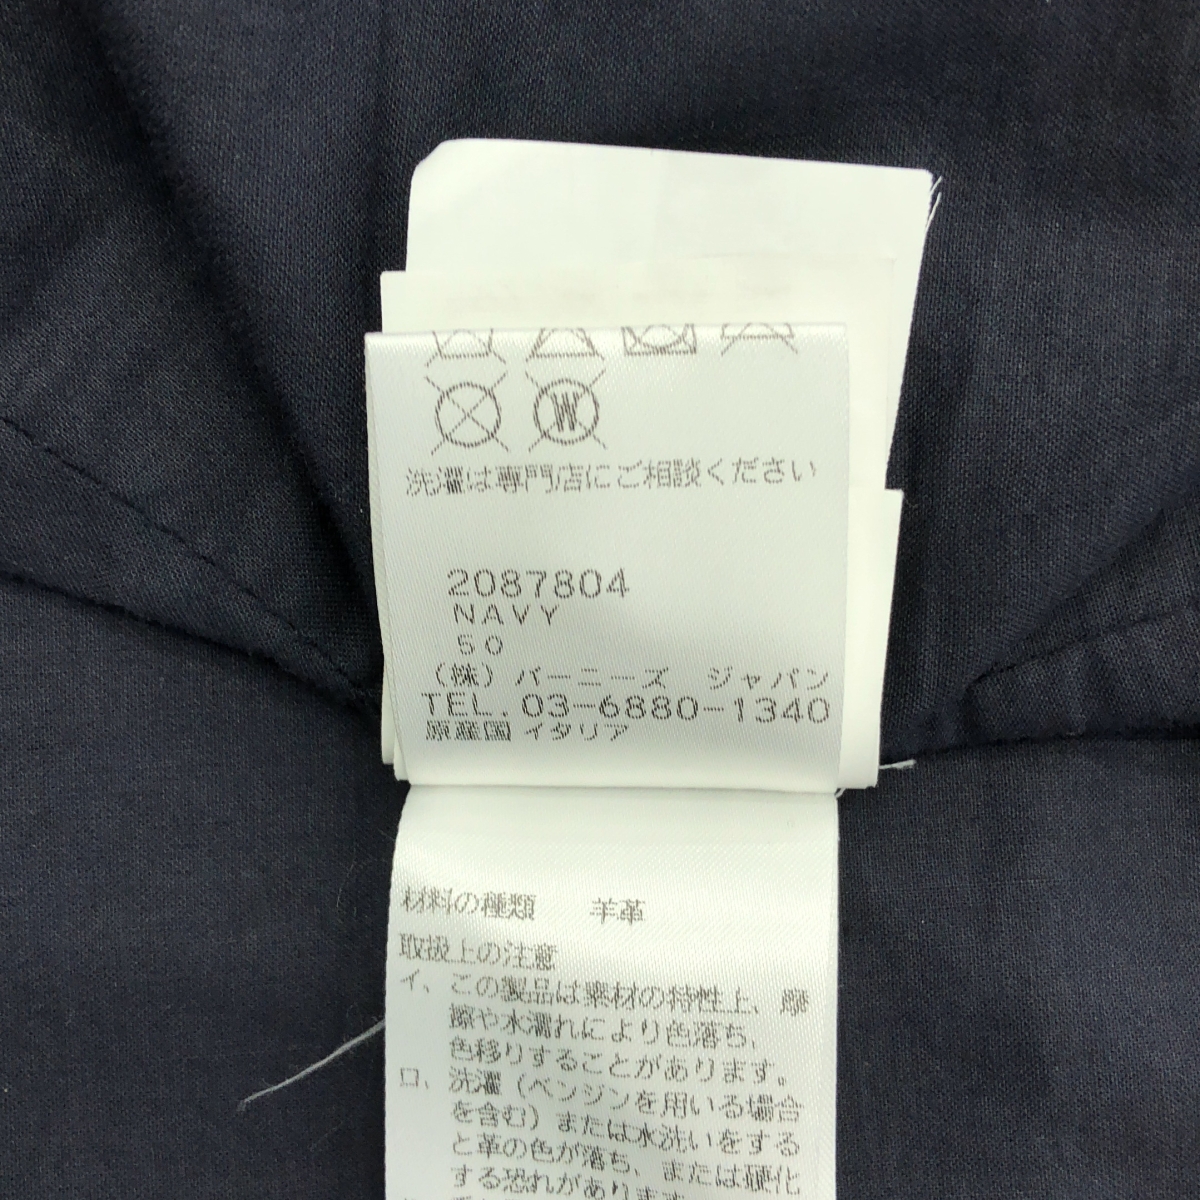 W
洗濯は専門店にご相談ください
2087804
NAVY
50
(株) バーニーズ ジャパン
TEL. 03-6880-1340
原産国 イタリア
材料の種類 羊革
取扱上の注意
イ、この製品は素材の特性上、摩
擦や水濡れにより色落ち、
色移りすることがあります。
ロ、洗濯(ベンジンを用いる場合
を含む)または水洗いをする
と革の色が落ち、または硬化
する恐れがあります。